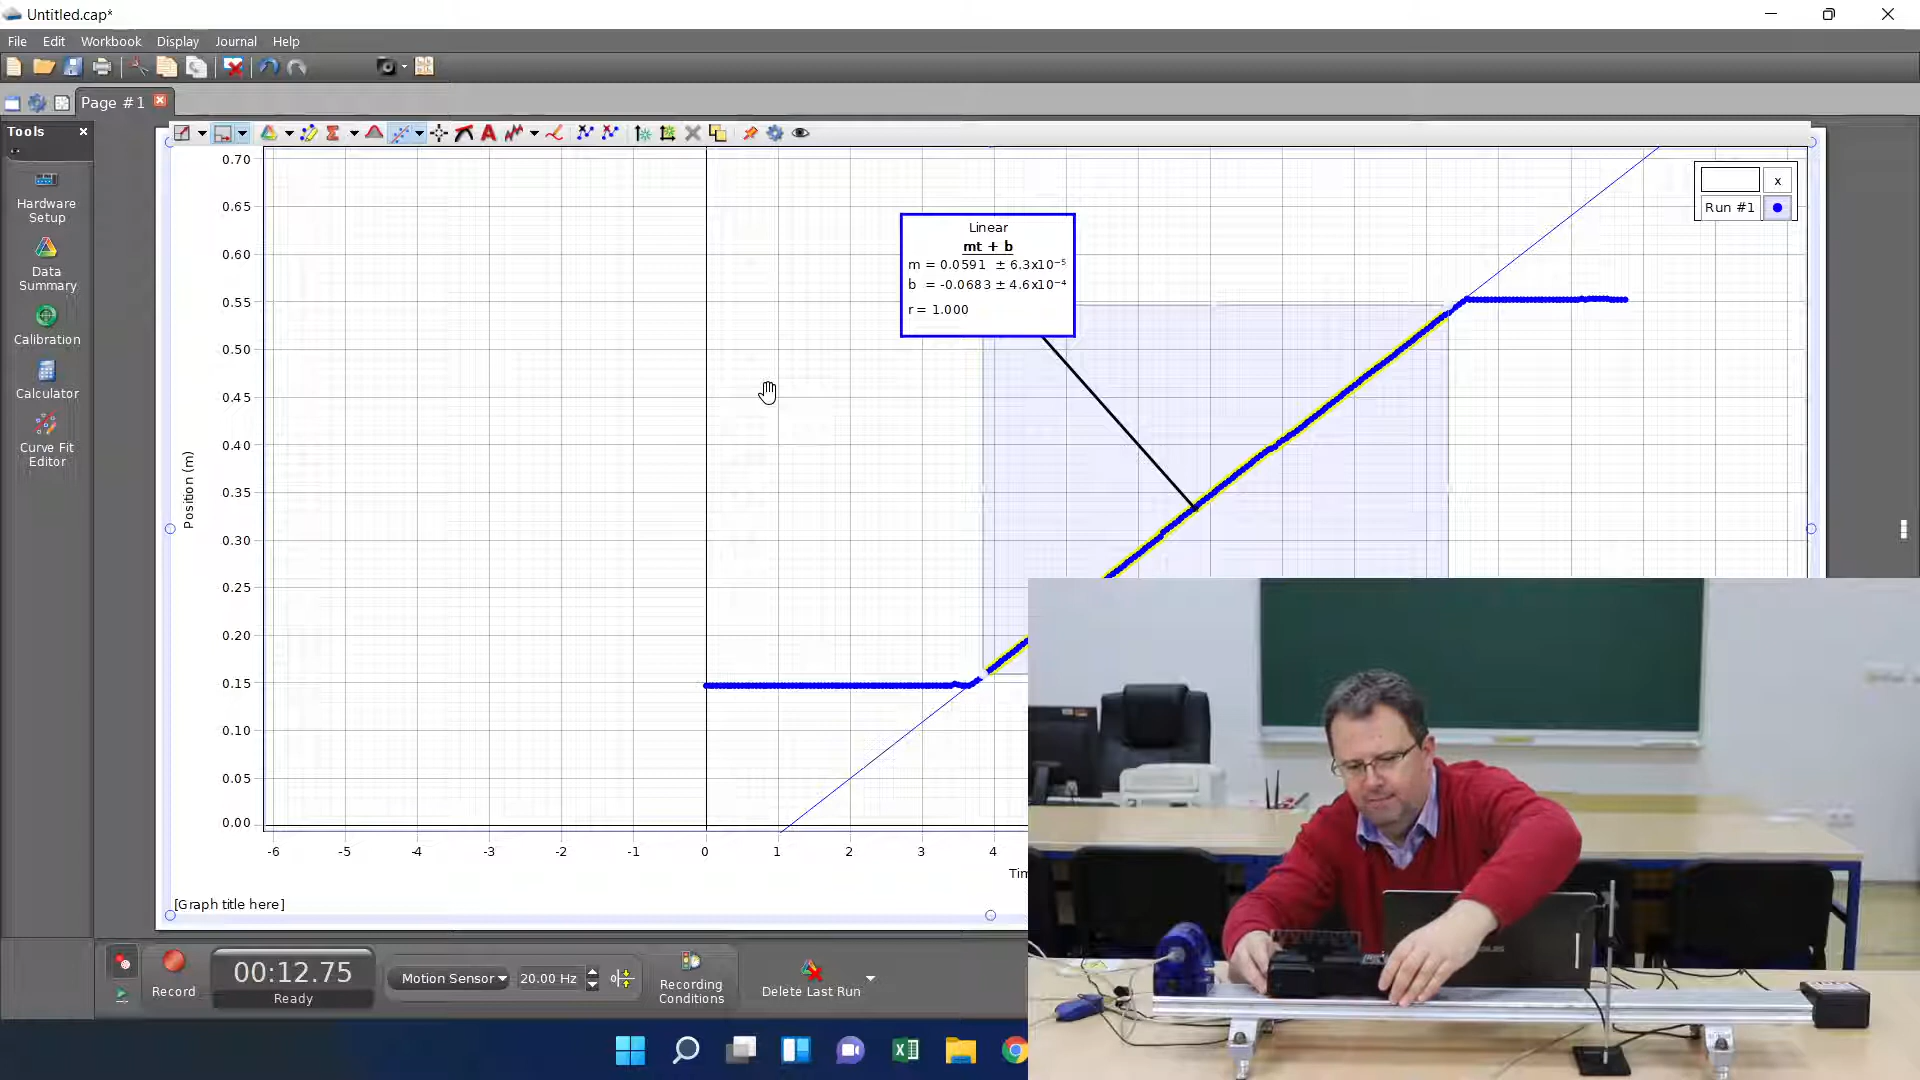 Untitled.cap*
File Edit Workbook Display Journal Help
Page #1
Tools
Hardware
Setup
Data
Summary
Calibration
Calculator
Curve Fit
Editor
x
Run #1
Linear
mt + b
m = 0.0591 ± 6.3x10⁻⁵
b = -0.0683 ± 4.6x10⁻⁴
r = 1.000
Position (m)
0.70
0.65
0.60
0.55
0.50
0.45
0.40
0.35
0.30
0.25
0.20
0.15
0.10
0.05
0.00
-6 -5 -4 -3 -2 -1 0 1 2 3 4
[Graph title here]
Record
00:12.75
Ready
Motion Sensor
20.00 Hz
Recording
Conditions
Delete Last Run